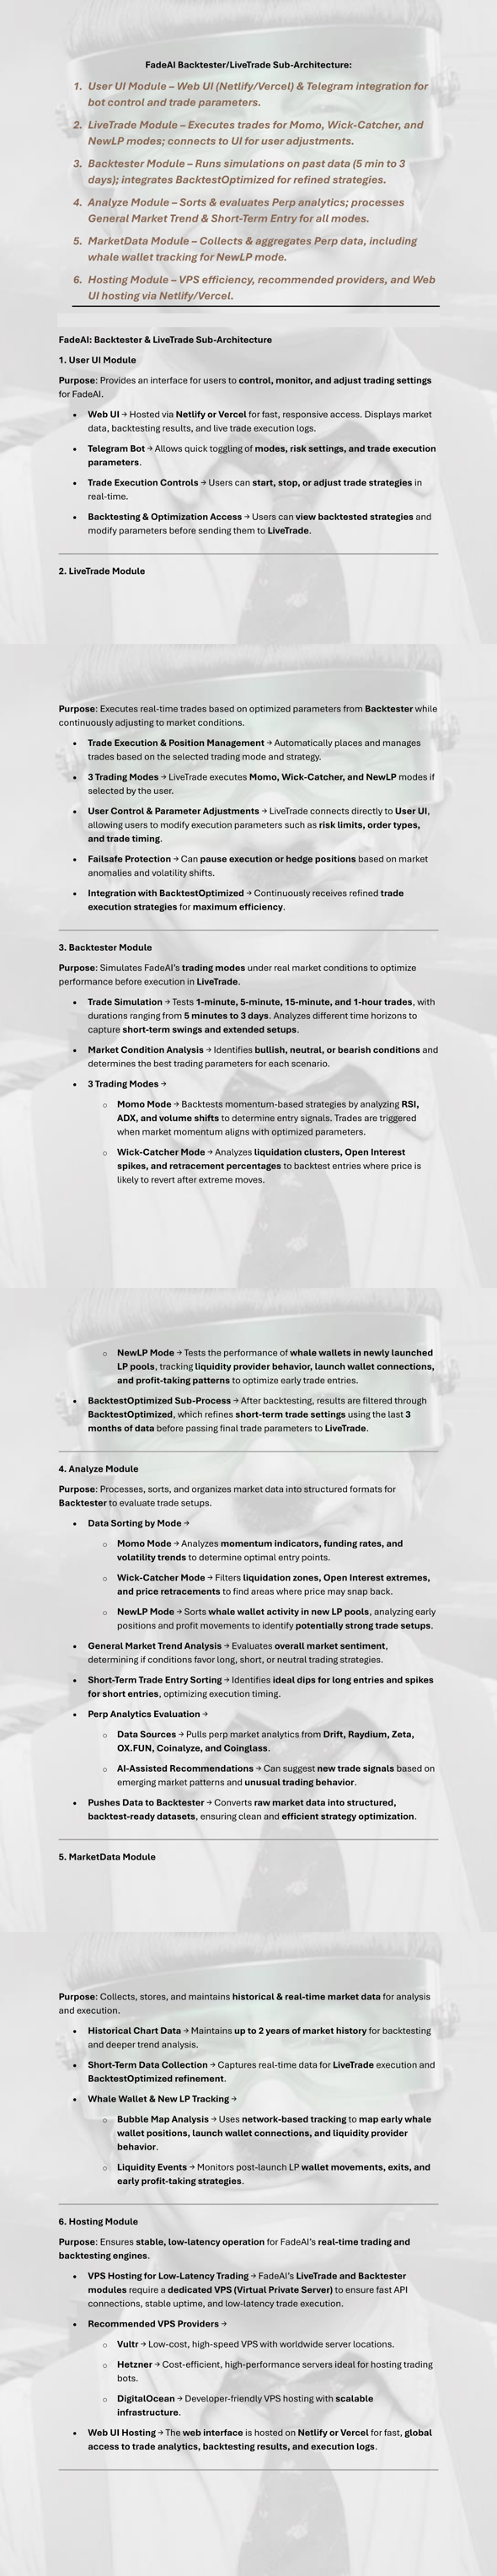 FadeAI Backtester/LiveTrade Sub-Architecture:
1. User UI Module – Web UI (Netlify/Vercel) & Telegram integration for
bot control and trade parameters.
2. LiveTrade Module – Executes trades for Momo, Wick-Catcher, and
NewLP modes; connects to UI for user adjustments.
3. Backtester Module – Runs simulations on past data (5 min to 3
days); integrates BacktestOptimized for refined strategies.
4. Analyze Module – Sorts & evaluates Perp analytics; processes
General Market Trend & Short-Term Entry for all modes.
5. MarketData Module – Collects & aggregates Perp data, including
whale wallet tracking for NewLP mode.
6. Hosting Module – VPS efficiency, recommended providers, and Web
UI hosting via Netlify/Vercel.
FadeAI: Backtester & LiveTrade Sub-Architecture
1. User UI Module
Purpose: Provides an interface for users to control, monitor, and adjust trading settings
for FadeAI.
• Web UI → Hosted via Netlify or Vercel for fast, responsive access. Displays market
data, backtesting results, and live trade execution logs.
• Telegram Bot → Allows quick toggling of modes, risk settings, and trade execution
parameters.
• Trade Execution Controls → Users can start, stop, or adjust trade strategies in
real-time.
• Backtesting & Optimization Access → Users can view backtested strategies and
modify parameters before sending them to LiveTrade.
2. LiveTrade Module
Purpose: Executes real-time trades based on optimized parameters from Backtester while
continuously adjusting to market conditions.
• Trade Execution & Position Management → Automatically places and manages
trades based on the selected trading mode and strategy.
• 3 Trading Modes → LiveTrade executes Momo, Wick-Catcher, and NewLP modes if
selected by the user.
• User Control & Parameter Adjustments → LiveTrade connects directly to User UI,
allowing users to modify execution parameters such as risk limits, order types,
and trade timing.
• Failsafe Protection → Can pause execution or hedge positions based on market
anomalies and volatility shifts.
• Integration with BacktestOptimized → Continuously receives refined trade
execution strategies for maximum efficiency.
3. Backtester Module
Purpose: Simulates FadeAI's trading modes under real market conditions to optimize
performance before execution in LiveTrade.
• Trade Simulation → Tests 1-minute, 5-minute, 15-minute, and 1-hour trades, with
durations ranging from 5 minutes to 3 days. Analyzes different time horizons to
capture short-term swings and extended setups.
• Market Condition Analysis → Identifies bullish, neutral, or bearish conditions and
determines the best trading parameters for each scenario.
• 3 Trading Modes →
o Momo Mode → Backtests momentum-based strategies by analyzing RSI,
ADX, and volume shifts to determine entry signals. Trades are triggered
when market momentum aligns with optimized parameters.
o Wick-Catcher Mode → Analyzes liquidation clusters, Open Interest
spikes, and retracement percentages to backtest entries where price is
likely to revert after extreme moves.
o NewLP Mode → Tests the performance of whale wallets in newly launched
LP pools, tracking liquidity provider behavior, launch wallet connections,
and profit-taking patterns to optimize early trade entries.
• BacktestOptimized Sub-Process → After backtesting, results are filtered through
BacktestOptimized, which refines short-term trade settings using the last 3
months of data before passing final trade parameters to LiveTrade.
4. Analyze Module
Purpose: Processes, sorts, and organizes market data into structured formats for
Backtester to evaluate trade setups.
• Data Sorting by Mode →
o Momo Mode → Analyzes momentum indicators, funding rates, and
volatility trends to determine optimal entry points.
o Wick-Catcher Mode → Filters liquidation zones, Open Interest extremes,
and price retracements to find areas where price may snap back.
o NewLP Mode → Sorts whale wallet activity in new LP pools, analyzing early
positions and profit movements to identify potentially strong trade setups.
• General Market Trend Analysis → Evaluates overall market sentiment,
determining if conditions favor long, short, or neutral trading strategies.
• Short-Term Trade Entry Sorting → Identifies ideal dips for long entries and spikes
for short entries, optimizing execution timing.
• Perp Analytics Evaluation →
o Data Sources → Pulls perp market analytics from Drift, Raydium, Zeta,
OX.FUN, Coinalyze, and Coinglass.
o AI-Assisted Recommendations → Can suggest new trade signals based on
emerging market patterns and unusual trading behavior.
• Pushes Data to Backtester → Converts raw market data into structured,
backtest-ready datasets, ensuring clean and efficient strategy optimization.
5. MarketData Module
Purpose: Collects, stores, and maintains historical & real-time market data for analysis
and execution.
• Historical Chart Data → Maintains up to 2 years of market history for backtesting
and deeper trend analysis.
• Short-Term Data Collection → Captures real-time data for LiveTrade execution and
BacktestOptimized refinement.
• Whale Wallet & New LP Tracking →
o Bubble Map Analysis → Uses network-based tracking to map early whale
wallet positions, launch wallet connections, and liquidity provider
behavior.
o Liquidity Events → Monitors post-launch LP wallet movements, exits, and
early profit-taking strategies.
6. Hosting Module
Purpose: Ensures stable, low-latency operation for FadeAI's real-time trading and
backtesting engines.
• VPS Hosting for Low-Latency Trading → FadeAI's LiveTrade and Backtester
modules require a dedicated VPS (Virtual Private Server) to ensure fast API
connections, stable uptime, and low-latency trade execution.
• Recommended VPS Providers →
o Vultr → Low-cost, high-speed VPS with worldwide server locations.
o Hetzner → Cost-efficient, high-performance servers ideal for hosting trading
bots.
o DigitalOcean → Developer-friendly VPS hosting with scalable
infrastructure.
• Web UI Hosting → The web interface is hosted on Netlify or Vercel for fast, global
access to trade analytics, backtesting results, and execution logs.